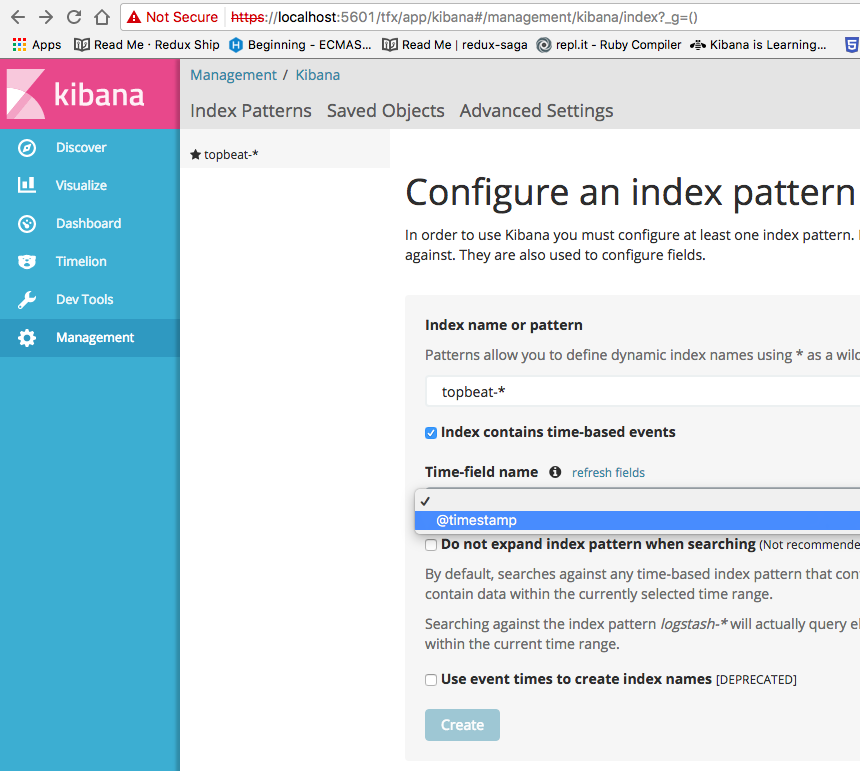 Not Secure https://localhost:5601/tfx/app/kibana#/management/kibana/index?_g=()
Apps Read Me · Redux Ship Beginning - ECMAS... Read Me | redux-saga repl.it - Ruby Compiler Kibana is Learning...
kibana
Discover
Visualize
Dashboard
Timelion
Dev Tools
Management
Management / Kibana
Index Patterns Saved Objects Advanced Settings
topbeat-*
Configure an index pattern
In order to use Kibana you must configure at least one index pattern.
against. They are also used to configure fields.
Index name or pattern
Patterns allow you to define dynamic index names using * as a wild
topbeat-*
Index contains time-based events
Time-field name refresh fields
@timestamp
Do not expand index pattern when searching (Not recommende
By default, searches against any time-based index pattern that con
contain data within the currently selected time range.
Searching against the index pattern logstash-* will actually query el
within the current time range.
Use event times to create index names [DEPRECATED]
Create